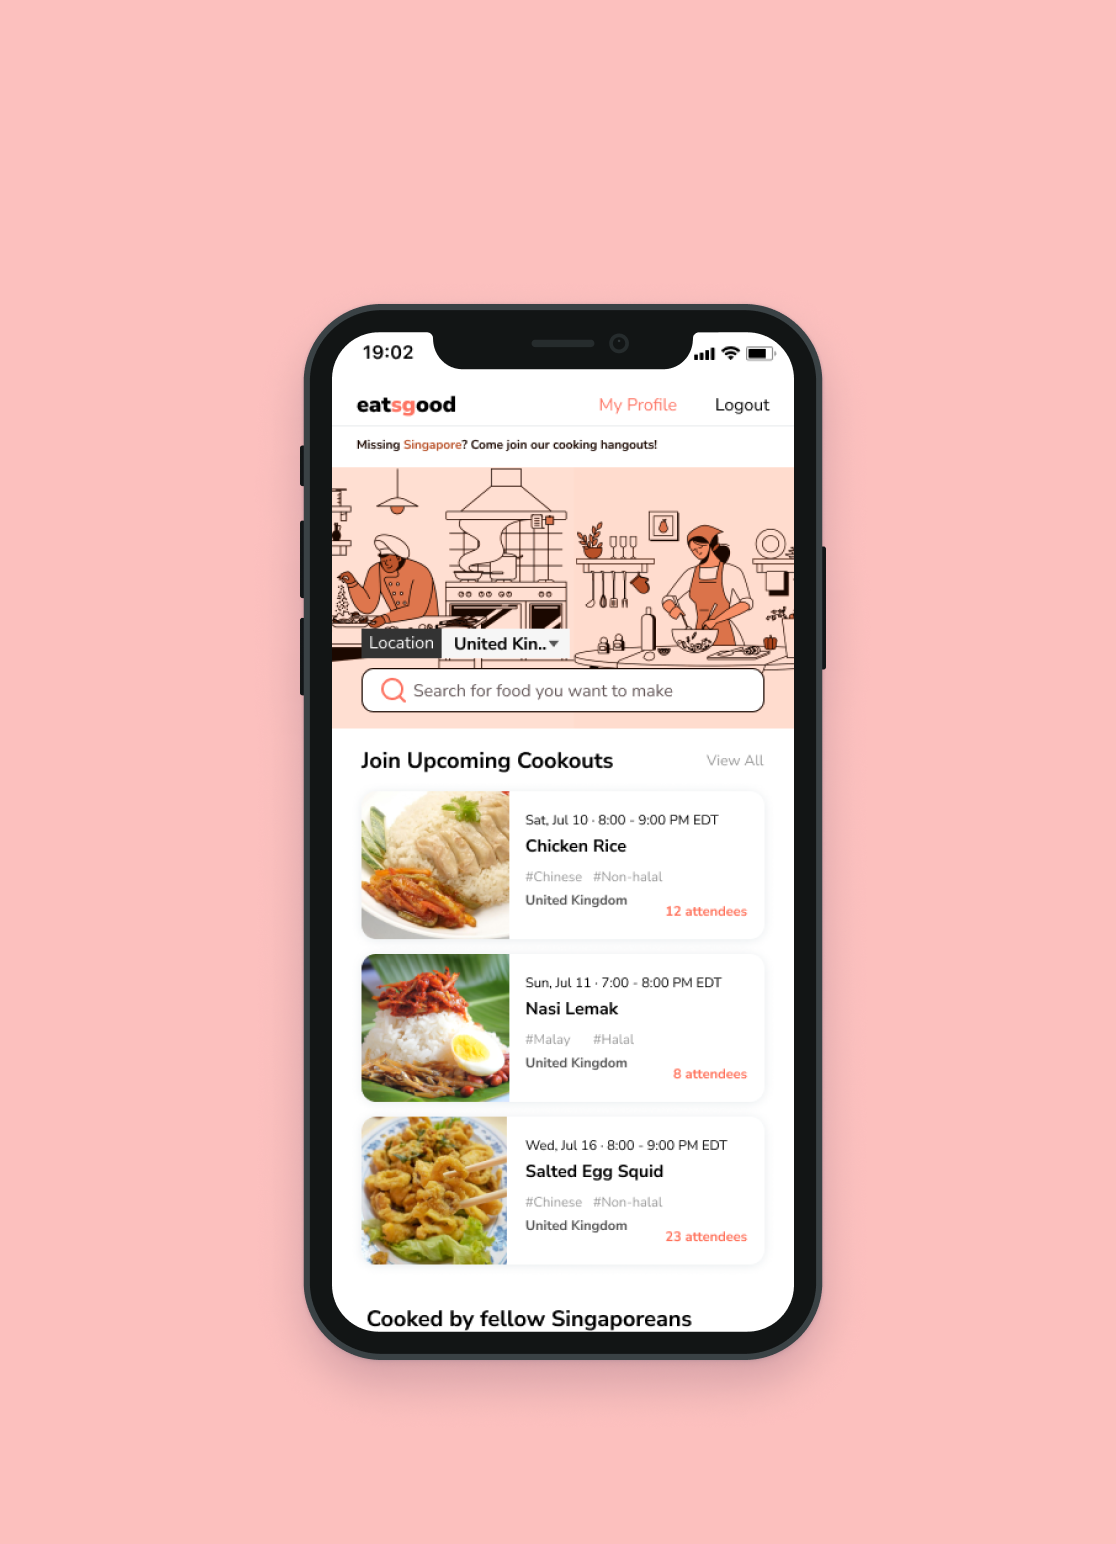 19:02
eatsgood
My Profile
Logout
Missing Singapore? Come join our cooking hangouts!
Location
United Kin..
Search for food you want to make
Join Upcoming Cookouts
View All
Sat, Jul 10 · 8:00 - 9:00 PM EDT
Chicken Rice
#Chinese #Non-halal
United Kingdom
12 attendees
Sun, Jul 11 · 7:00 - 8:00 PM EDT
Nasi Lemak
#Malay #Halal
United Kingdom
8 attendees
Wed, Jul 16 · 8:00 - 9:00 PM EDT
Salted Egg Squid
#Chinese #Non-halal
United Kingdom
23 attendees
Cooked by fellow Singaporeans